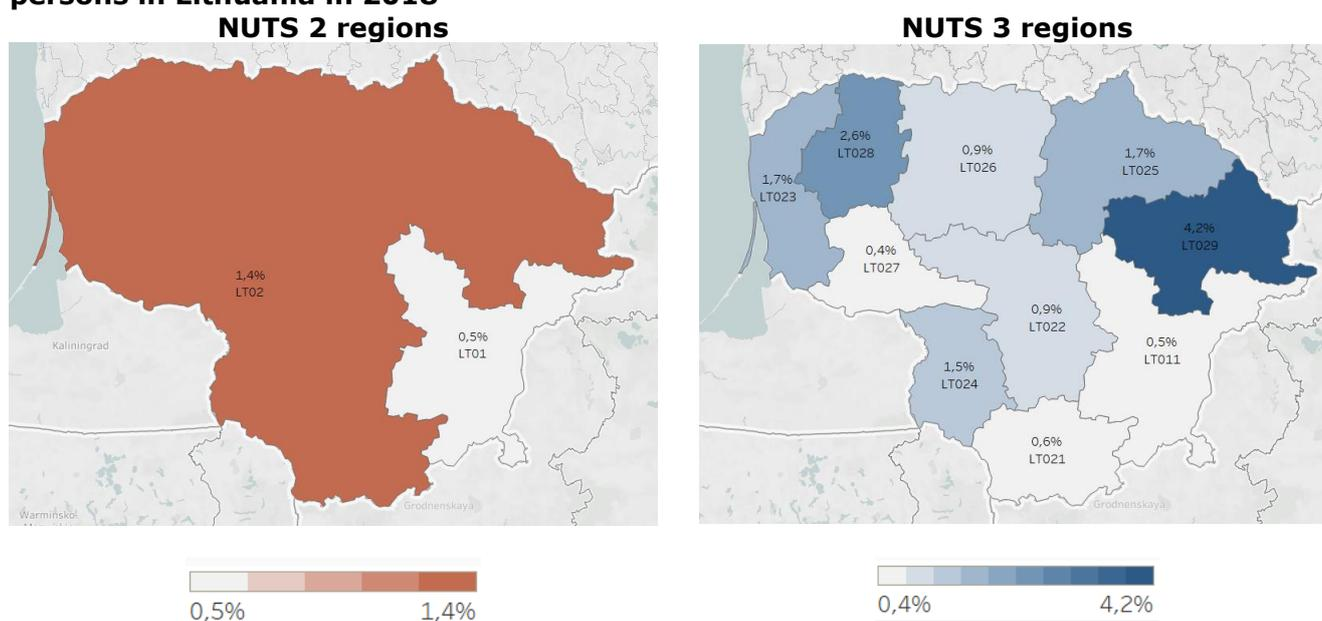 persons in Lithuania in 2018
NUTS 2 regions
1,4%
LT02
0,5%
LT01
Kaliningrad
Grodnenskaya
Warmińsko-
0,5%
1,4%
NUTS 3 regions
2,6%
LT028
0,9%
LT026
1,7%
LT025
1,7%
LT023
4,2%
LT029
0,4%
LT027
0,9%
LT022
0,5%
LT011
1,5%
LT024
0,6%
LT021
Grodnenskaya
0,4%
4,2%